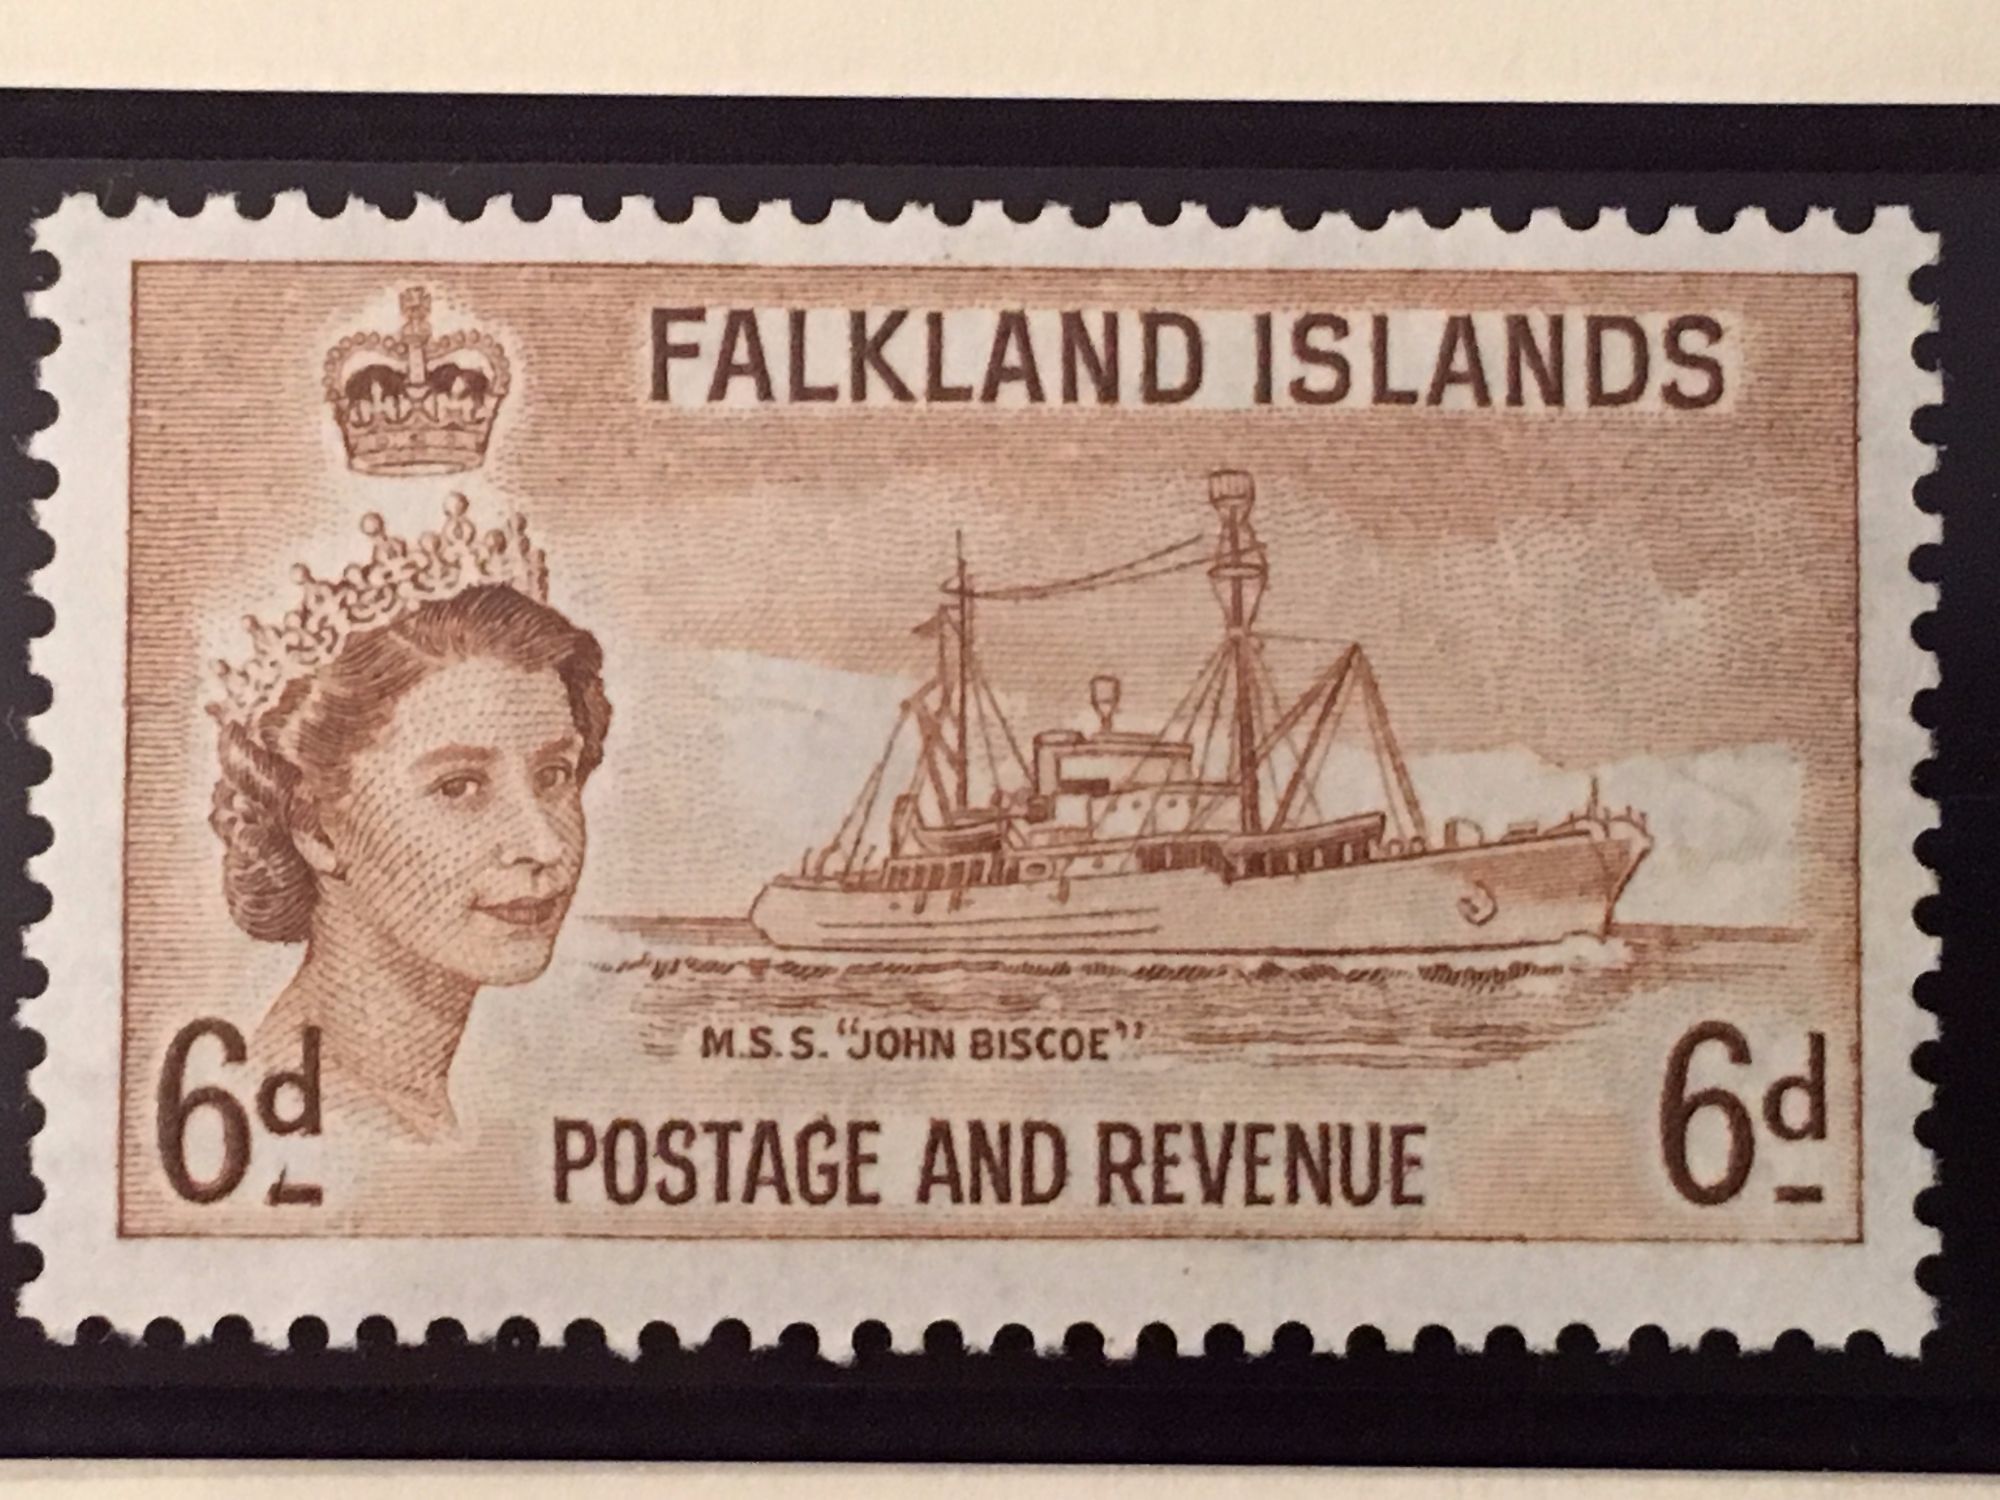 FALKLAND ISLANDS
M.S.S. "JOHN BISCOE"
6d
POSTAGE AND REVENUE
6d